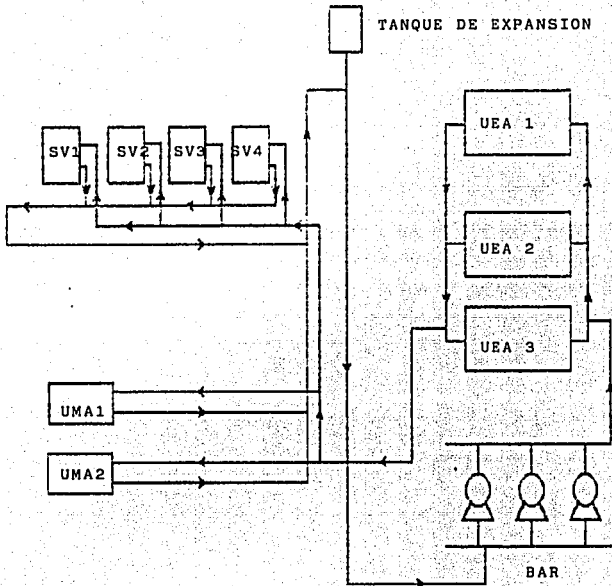 TANQUE DE EXPANSION
UEA 1
SV1 SV2 SV3 SV4
UEA 2
UEA 3
UMA1
UMA2
BAR